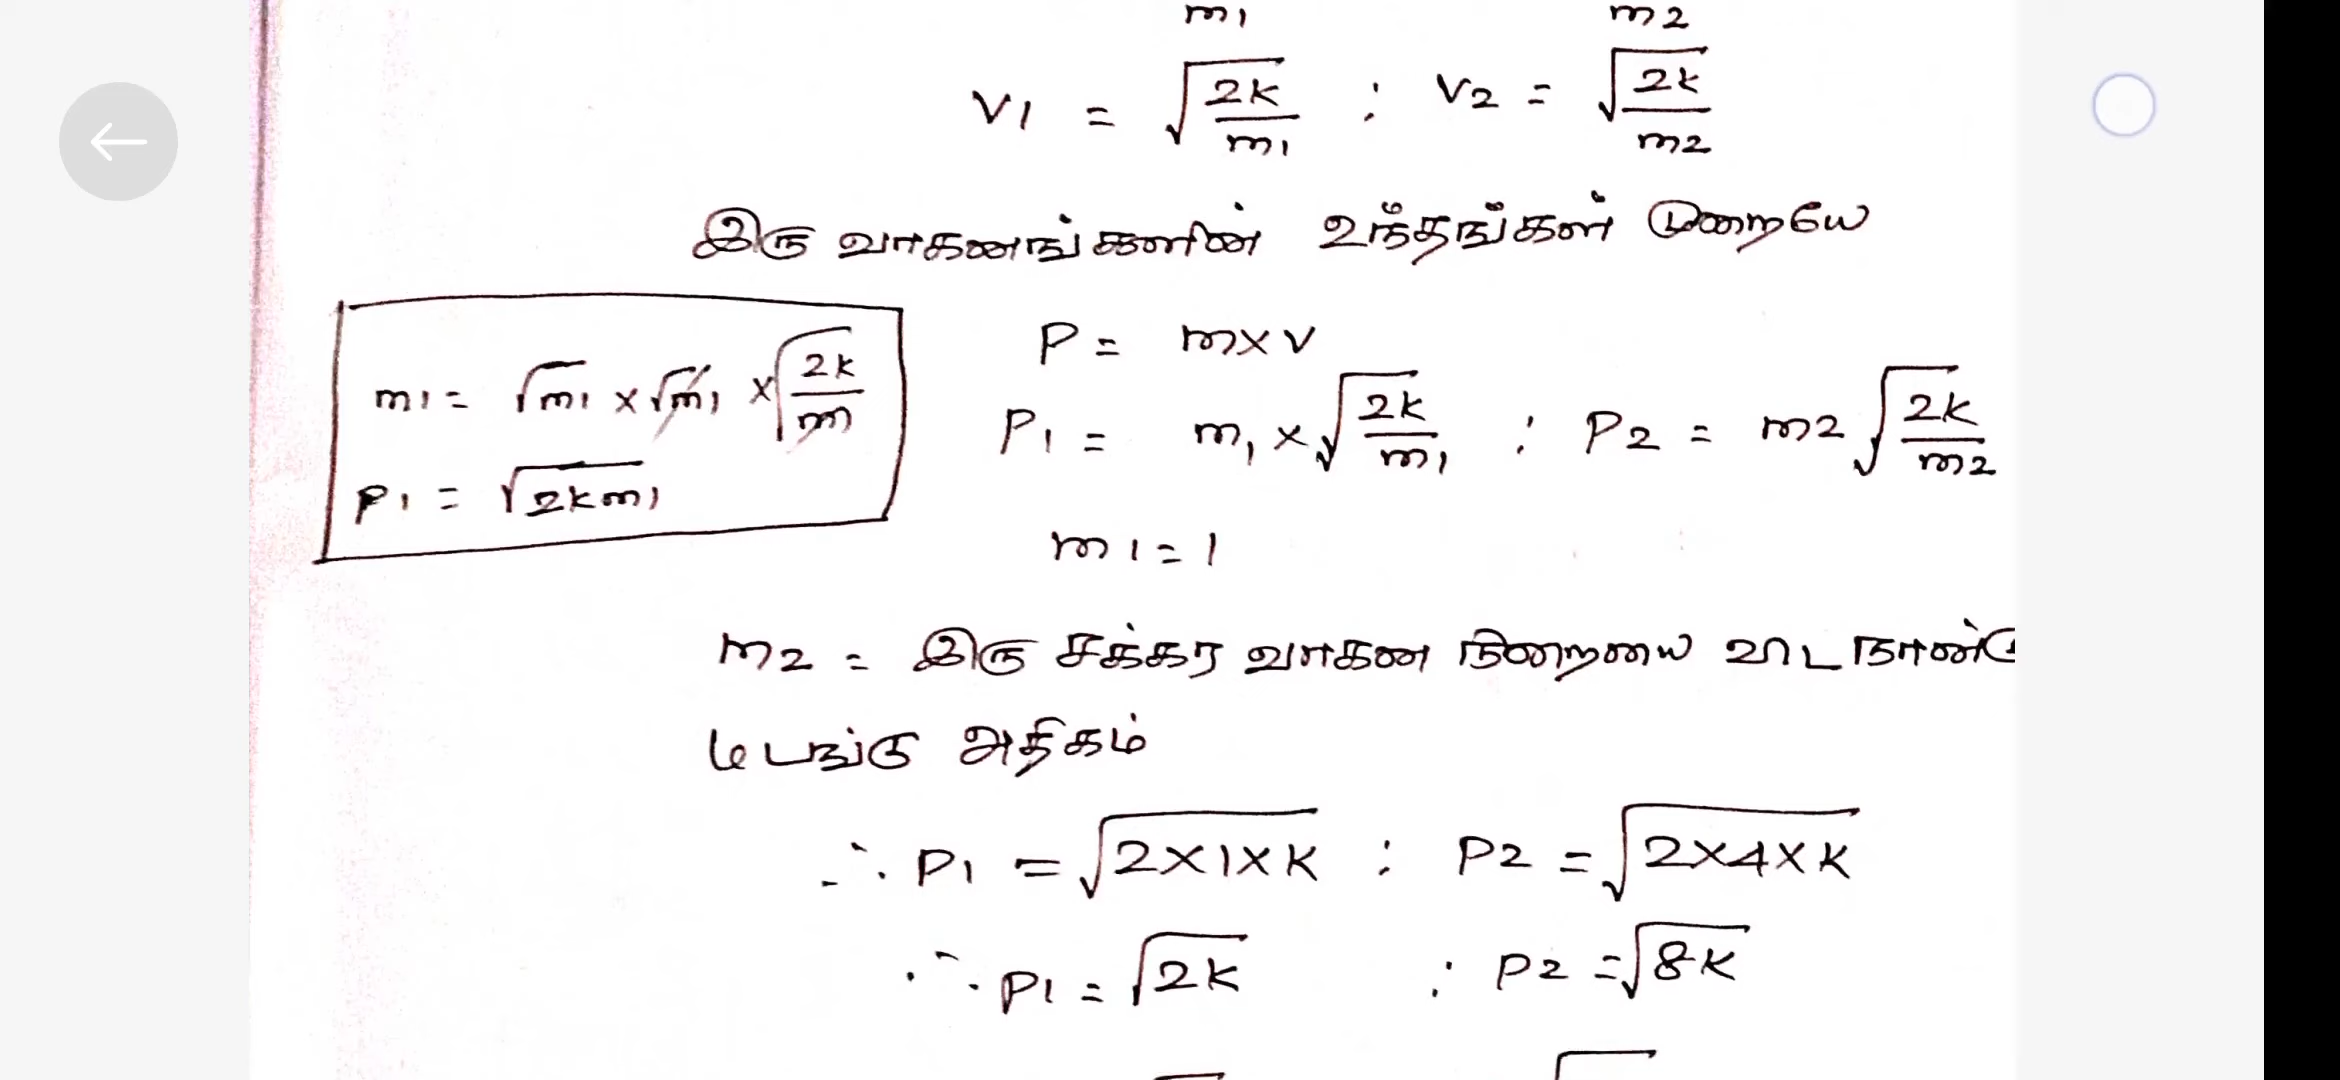 m1 m2
V1 = √2k/m1 : V2 = √2k/m2
இரு வாகனங்களின் உந்தங்கள் முறையே
P = m×v
m1 = √m1 × √m1 × √2k/m
P1 = m1 × √2k/m1 : P2 = m2 √2k/m2
P1 = √2km1
m1 = 1
m2 = இரு சக்கர வாகன நிறையை விட நான்கு
மடங்கு அதிகம்
∴ P1 = √2×1×K : P2 = √2×4×K
∴ P1 = √2K : P2 = √8K